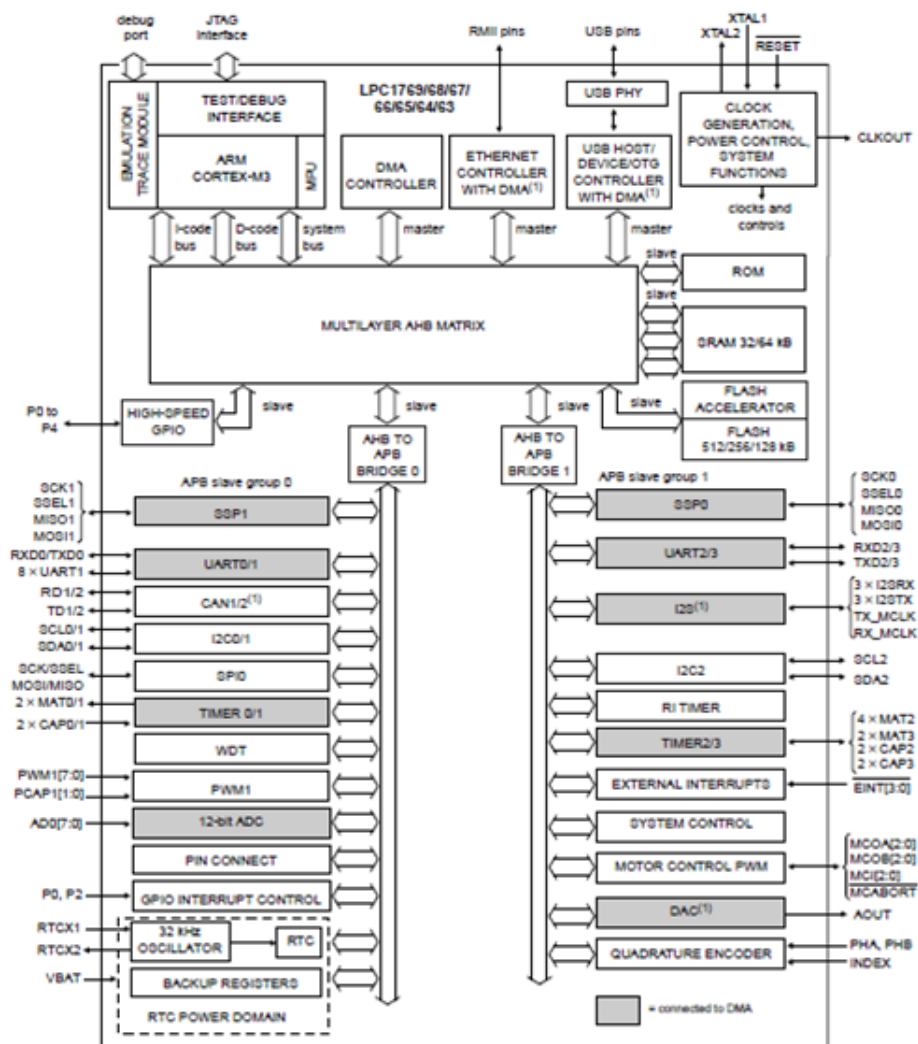 debug
port
JTAG
interface
RMII pins
USB pins
XTAL1
XTAL2
RESET
EMULATION
TRACE MODULE
TEST/DEBUG
INTERFACE
ARM
CORTEX-M3
MPU
LPC1769/68/67/
66/65/64/63
DMA
CONTROLLER
ETHERNET
CONTROLLER
WITH DMA(1)
USB PHY
USB HOST/
DEVICE/OTG
CONTROLLER
WITH DMA(1)
CLOCK
GENERATION,
POWER CONTROL,
SYSTEM
FUNCTIONS
CLKOUT
clocks and
controls
I-code
bus
D-code
bus
system
bus
master
master
master
slave
ROM
MULTILAYER AHB MATRIX
slave
SRAM 32/64 kB
P0 to
P4
HIGH-SPEED
GPIO
slave
slave
slave
slave
FLASH
ACCELERATOR
FLASH
512/256/128 kB
AHB TO
APB
BRIDGE 0
AHB TO
APB
BRIDGE 1
APB slave group 0
SCK1
SSEL1
MISO1
MOSI1
SSP1
RXD0/TXD0
8 × UART1
UART0/1
RD1/2
TD1/2
CAN1/2(1)
SCL0/1
SDA0/1
I2C0/1
SCK/SSEL
MOSI/MISO
SPI0
2 × MAT0/1
2 × CAP0/1
TIMER 0/1
WDT
PWM1[7:0]
PCAP1[1:0]
PWM1
AD0[7:0]
12-bit ADC
PIN CONNECT
P0, P2
GPIO INTERRUPT CONTROL
RTCX1
RTCX2
32 kHz
OSCILLATOR
RTC
VBAT
BACKUP REGISTERS
RTC POWER DOMAIN
APB slave group 1
SSP0
SCK0
SSEL0
MISO0
MOSI0
UART2/3
RXD2/3
TXD2/3
I2S(1)
3 × I2SRX
3 × I2STX
TX_MCLK
RX_MCLK
I2C2
SCL2
SDA2
RI TIMER
TIMER2/3
4 × MAT2
2 × MAT3
2 × CAP2
2 × CAP3
EXTERNAL INTERRUPTS
EINT[3:0]
SYSTEM CONTROL
MOTOR CONTROL PWM
MCOA[2:0]
MCOB[2:0]
MCI[2:0]
MCABORT
DAC(1)
AOUT
QUADRATURE ENCODER
PHA, PHB
INDEX
= connected to DMA